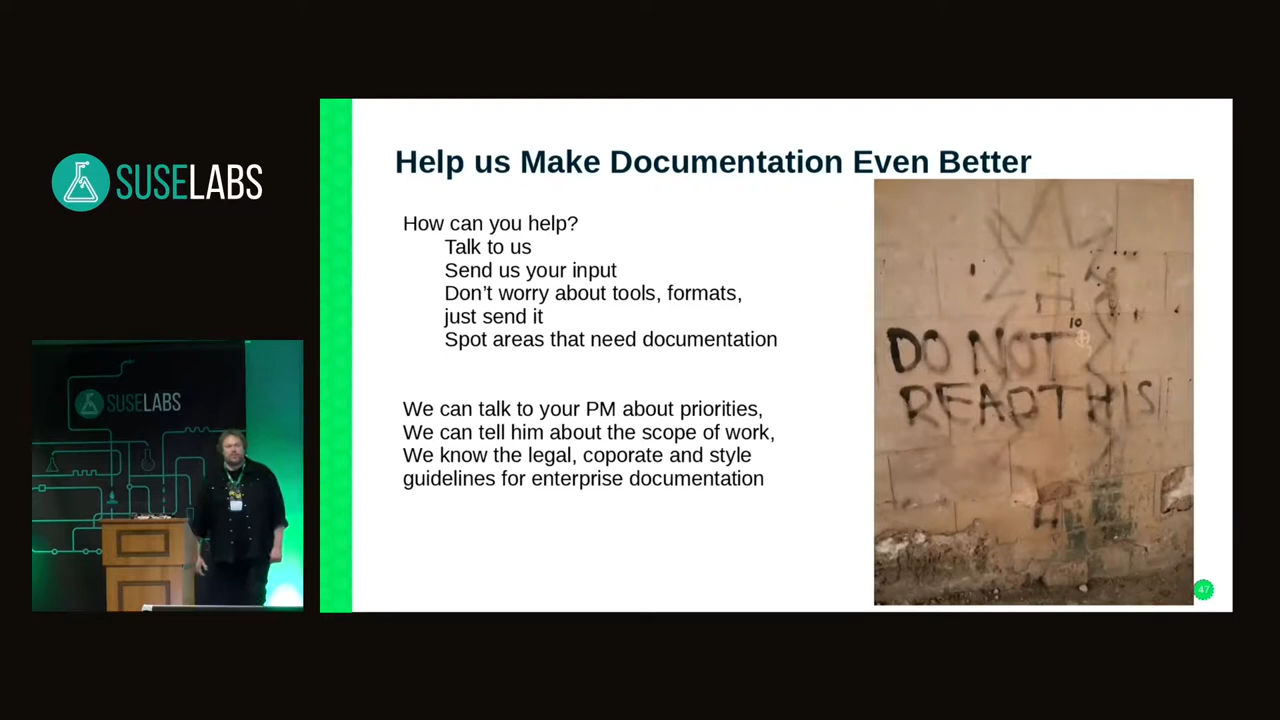 SUSELABS
Help us Make Documentation Even Better
How can you help?
Talk to us
Send us your input
Don’t worry about tools, formats,
just send it
Spot areas that need documentation
We can talk to your PM about priorities,
We can tell him about the scope of work,
We know the legal, coporate and style
guidelines for enterprise documentation
10
DO NOT
READ THIS
47
SUSELABS